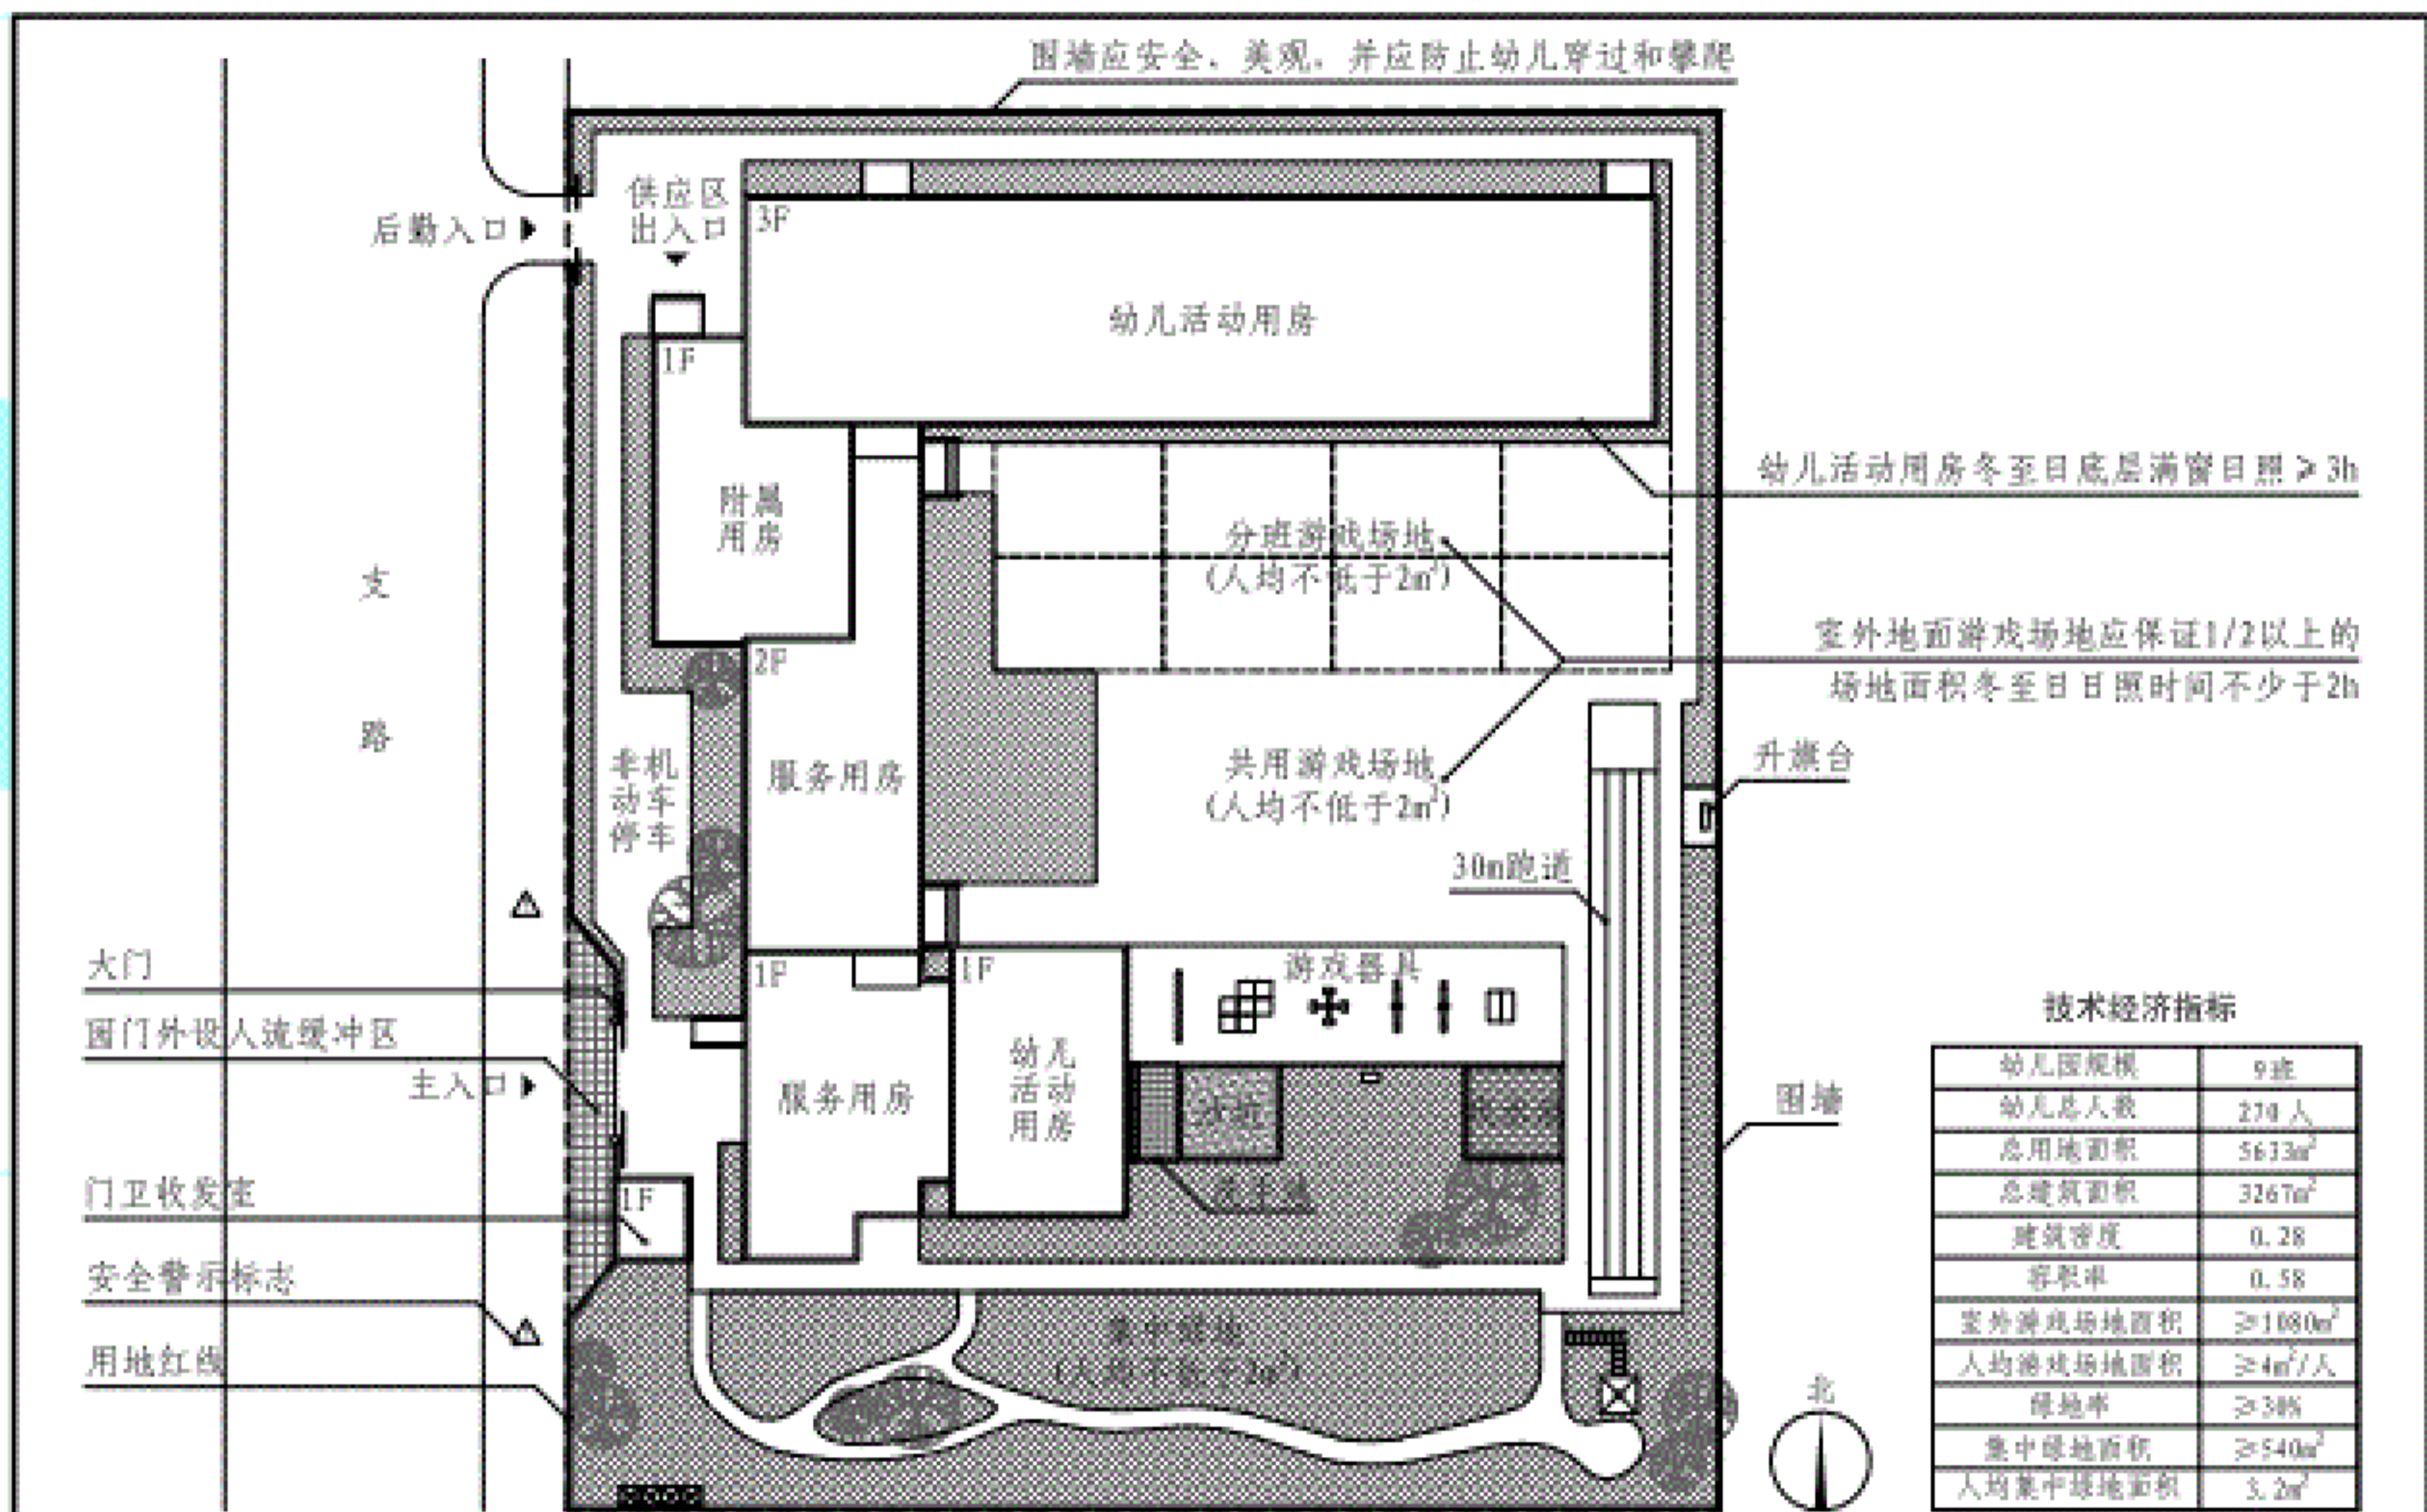 围墙应安全、美观，并应防止幼儿穿过和攀爬
供应区
出入口
后勤入口
3F
幼儿活动用房
1F
附属
用房
幼儿活动用房冬至日底层满窗日照≥3h
分班游戏场地
(人均不低于2m²)
室外地面游戏场地应保证1/2以上的
场地面积冬至日日照时间不少于2h
支
路
2F
服务用房
非机
动车
停车
共用游戏场地
(人均不低于2m²)
升旗台
30m跑道
大门
园门外设人流缓冲区
主入口
1F
服务用房
1F
幼儿
活动
用房
游戏器具
围墙
门卫收发室
1F
安全警示标志
用地红线
集中绿地
(人均不低于2m²)
北
技术经济指标
幼儿园规模 9班
幼儿总人数 270人
总用地面积 5633m²
总建筑面积 3267m²
建筑密度 0.28
容积率 0.58
室外游戏场地面积 ≥1080m²
人均游戏场地面积 ≥4m²/人
绿地率 ≥30%
集中绿地面积 ≥540m²
人均集中绿地面积 3.2m²